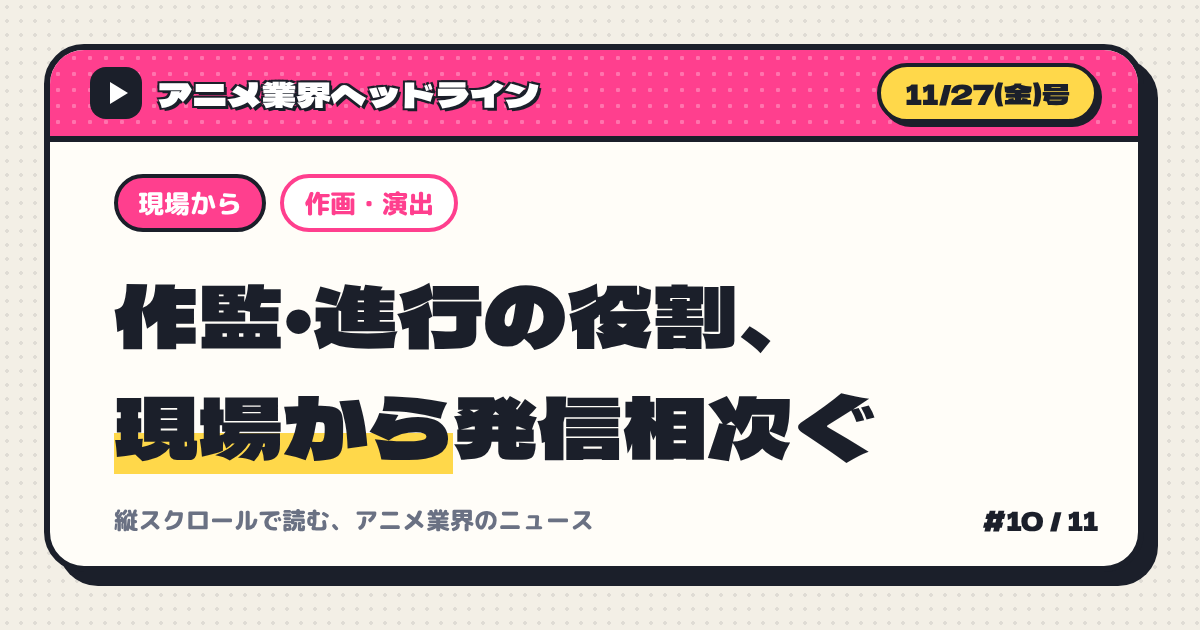 アニメ業界ヘッドライン
11/27(金)号
現場から
作画・演出
作監・進行の役割、
現場から発信相次ぐ
縦スクロールで読む、アニメ業界のニュース
#10 / 11